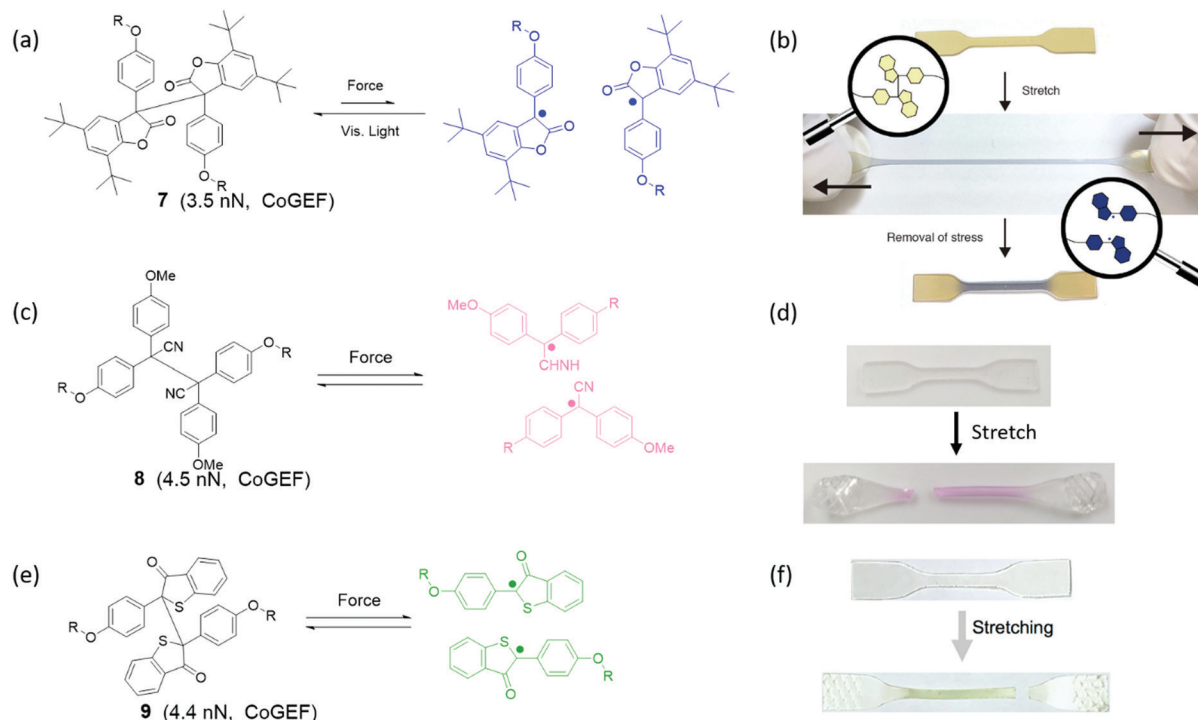 (a)
R
O
O
O
O
O
R
7 (3.5 nN, CoGEF)
Force
Vis. Light
R
O
O
O
O
O
O
R
(b)
Stretch
Removal of stress
(c)
OMe
CN
O
R
NC
R
O
OMe
8 (4.5 nN, CoGEF)
Force
MeO
R
CHNH
CN
R
OMe
(d)
Stretch
(e)
O
S
R
O
O
R
S
O
9 (4.4 nN, CoGEF)
Force
R
O
O
S
S
O
O
R
(f)
Stretching